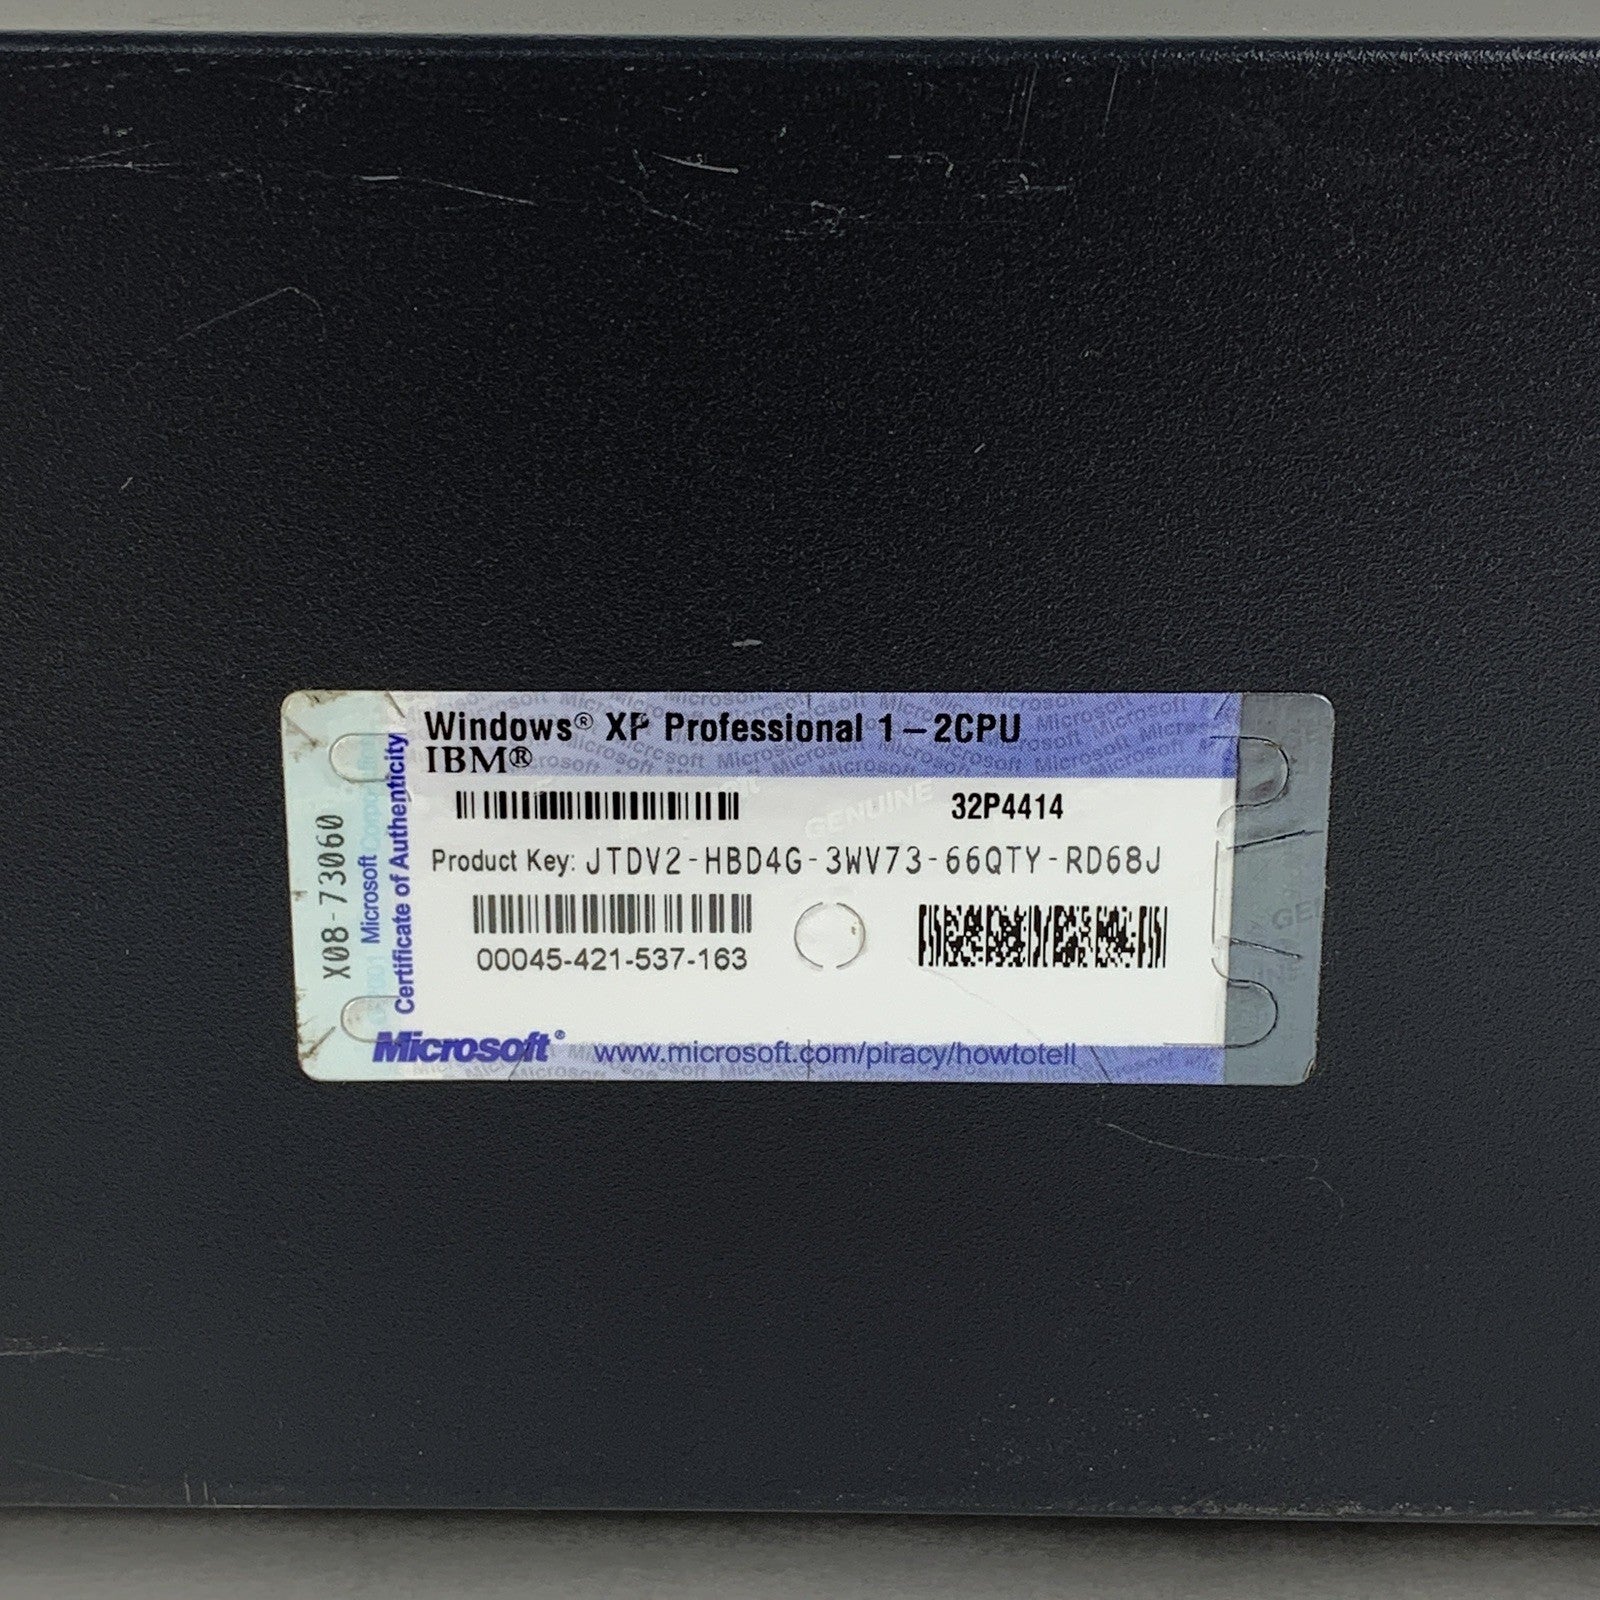 Windows® XP Professional 1-2CPU
IBM®
32P4414
Product Key: JTDV2-HBD4G-3WV73-66QTY-RD68J
00045-421-537-163
Microsoft® www.microsoft.com/piracy/howtotell
X08-73060
Microsoft
Certificate of Authenticity
GENUINE